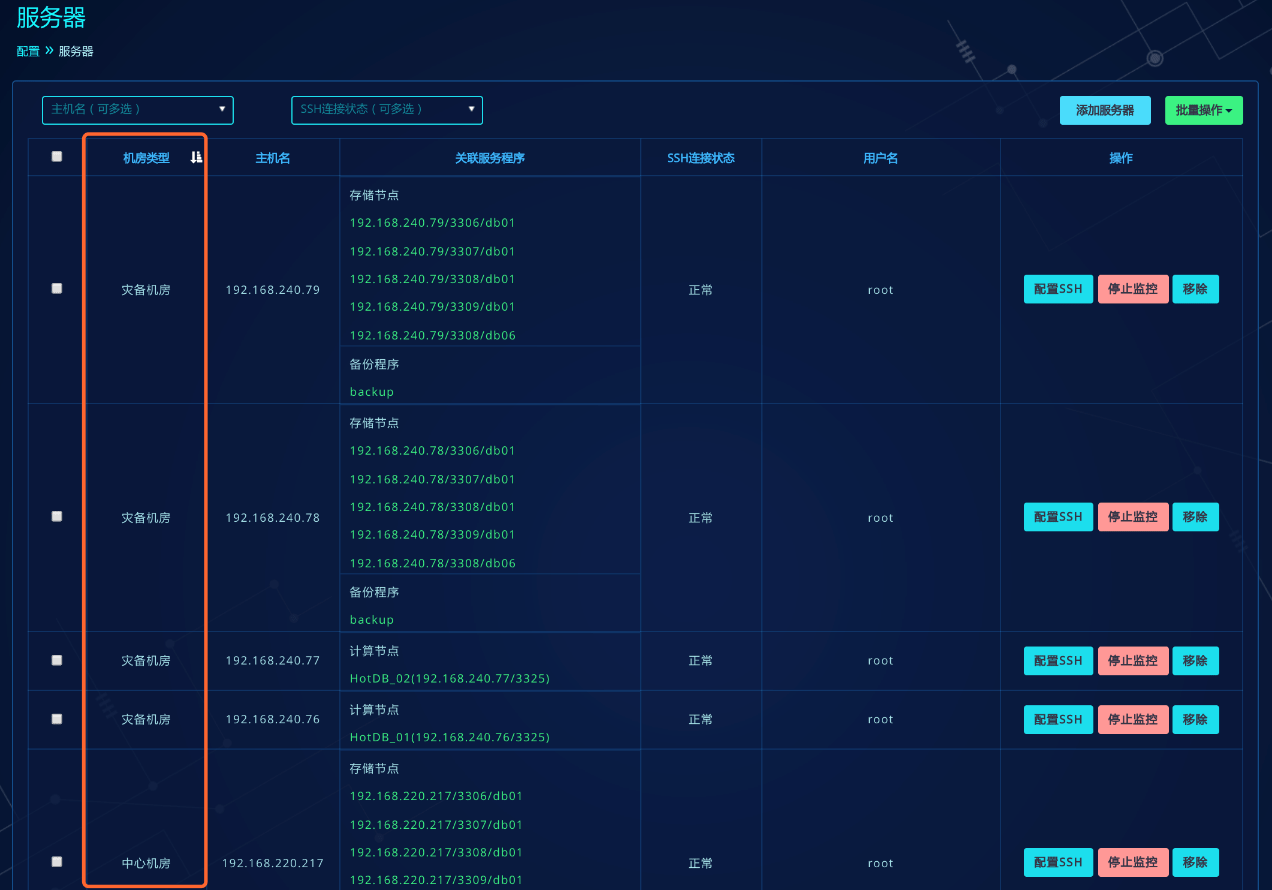 服务器
配置 » 服务器
主机名（可多选） SSH连接状态（可多选） 添加服务器 批量操作
机房类型 主机名 关联服务程序 SSH连接状态 用户名 操作
存储节点
192.168.240.79/3306/db01
192.168.240.79/3307/db01
192.168.240.79/3308/db01
灾备机房 192.168.240.79 正常 root 配置SSH 停止监控 移除
192.168.240.79/3309/db01
192.168.240.79/3308/db06
备份程序
backup
存储节点
192.168.240.78/3306/db01
192.168.240.78/3307/db01
192.168.240.78/3308/db01
灾备机房 192.168.240.78 正常 root 配置SSH 停止监控 移除
192.168.240.78/3309/db01
192.168.240.78/3308/db06
备份程序
backup
计算节点
灾备机房 192.168.240.77 正常 root 配置SSH 停止监控 移除
HotDB_02(192.168.240.77/3325)
计算节点
灾备机房 192.168.240.76 正常 root 配置SSH 停止监控 移除
HotDB_01(192.168.240.76/3325)
存储节点
192.168.220.217/3306/db01
192.168.220.217/3307/db01
192.168.220.217/3308/db01
中心机房 192.168.220.217 正常 root 配置SSH 停止监控 移除
192.168.220.217/3309/db01